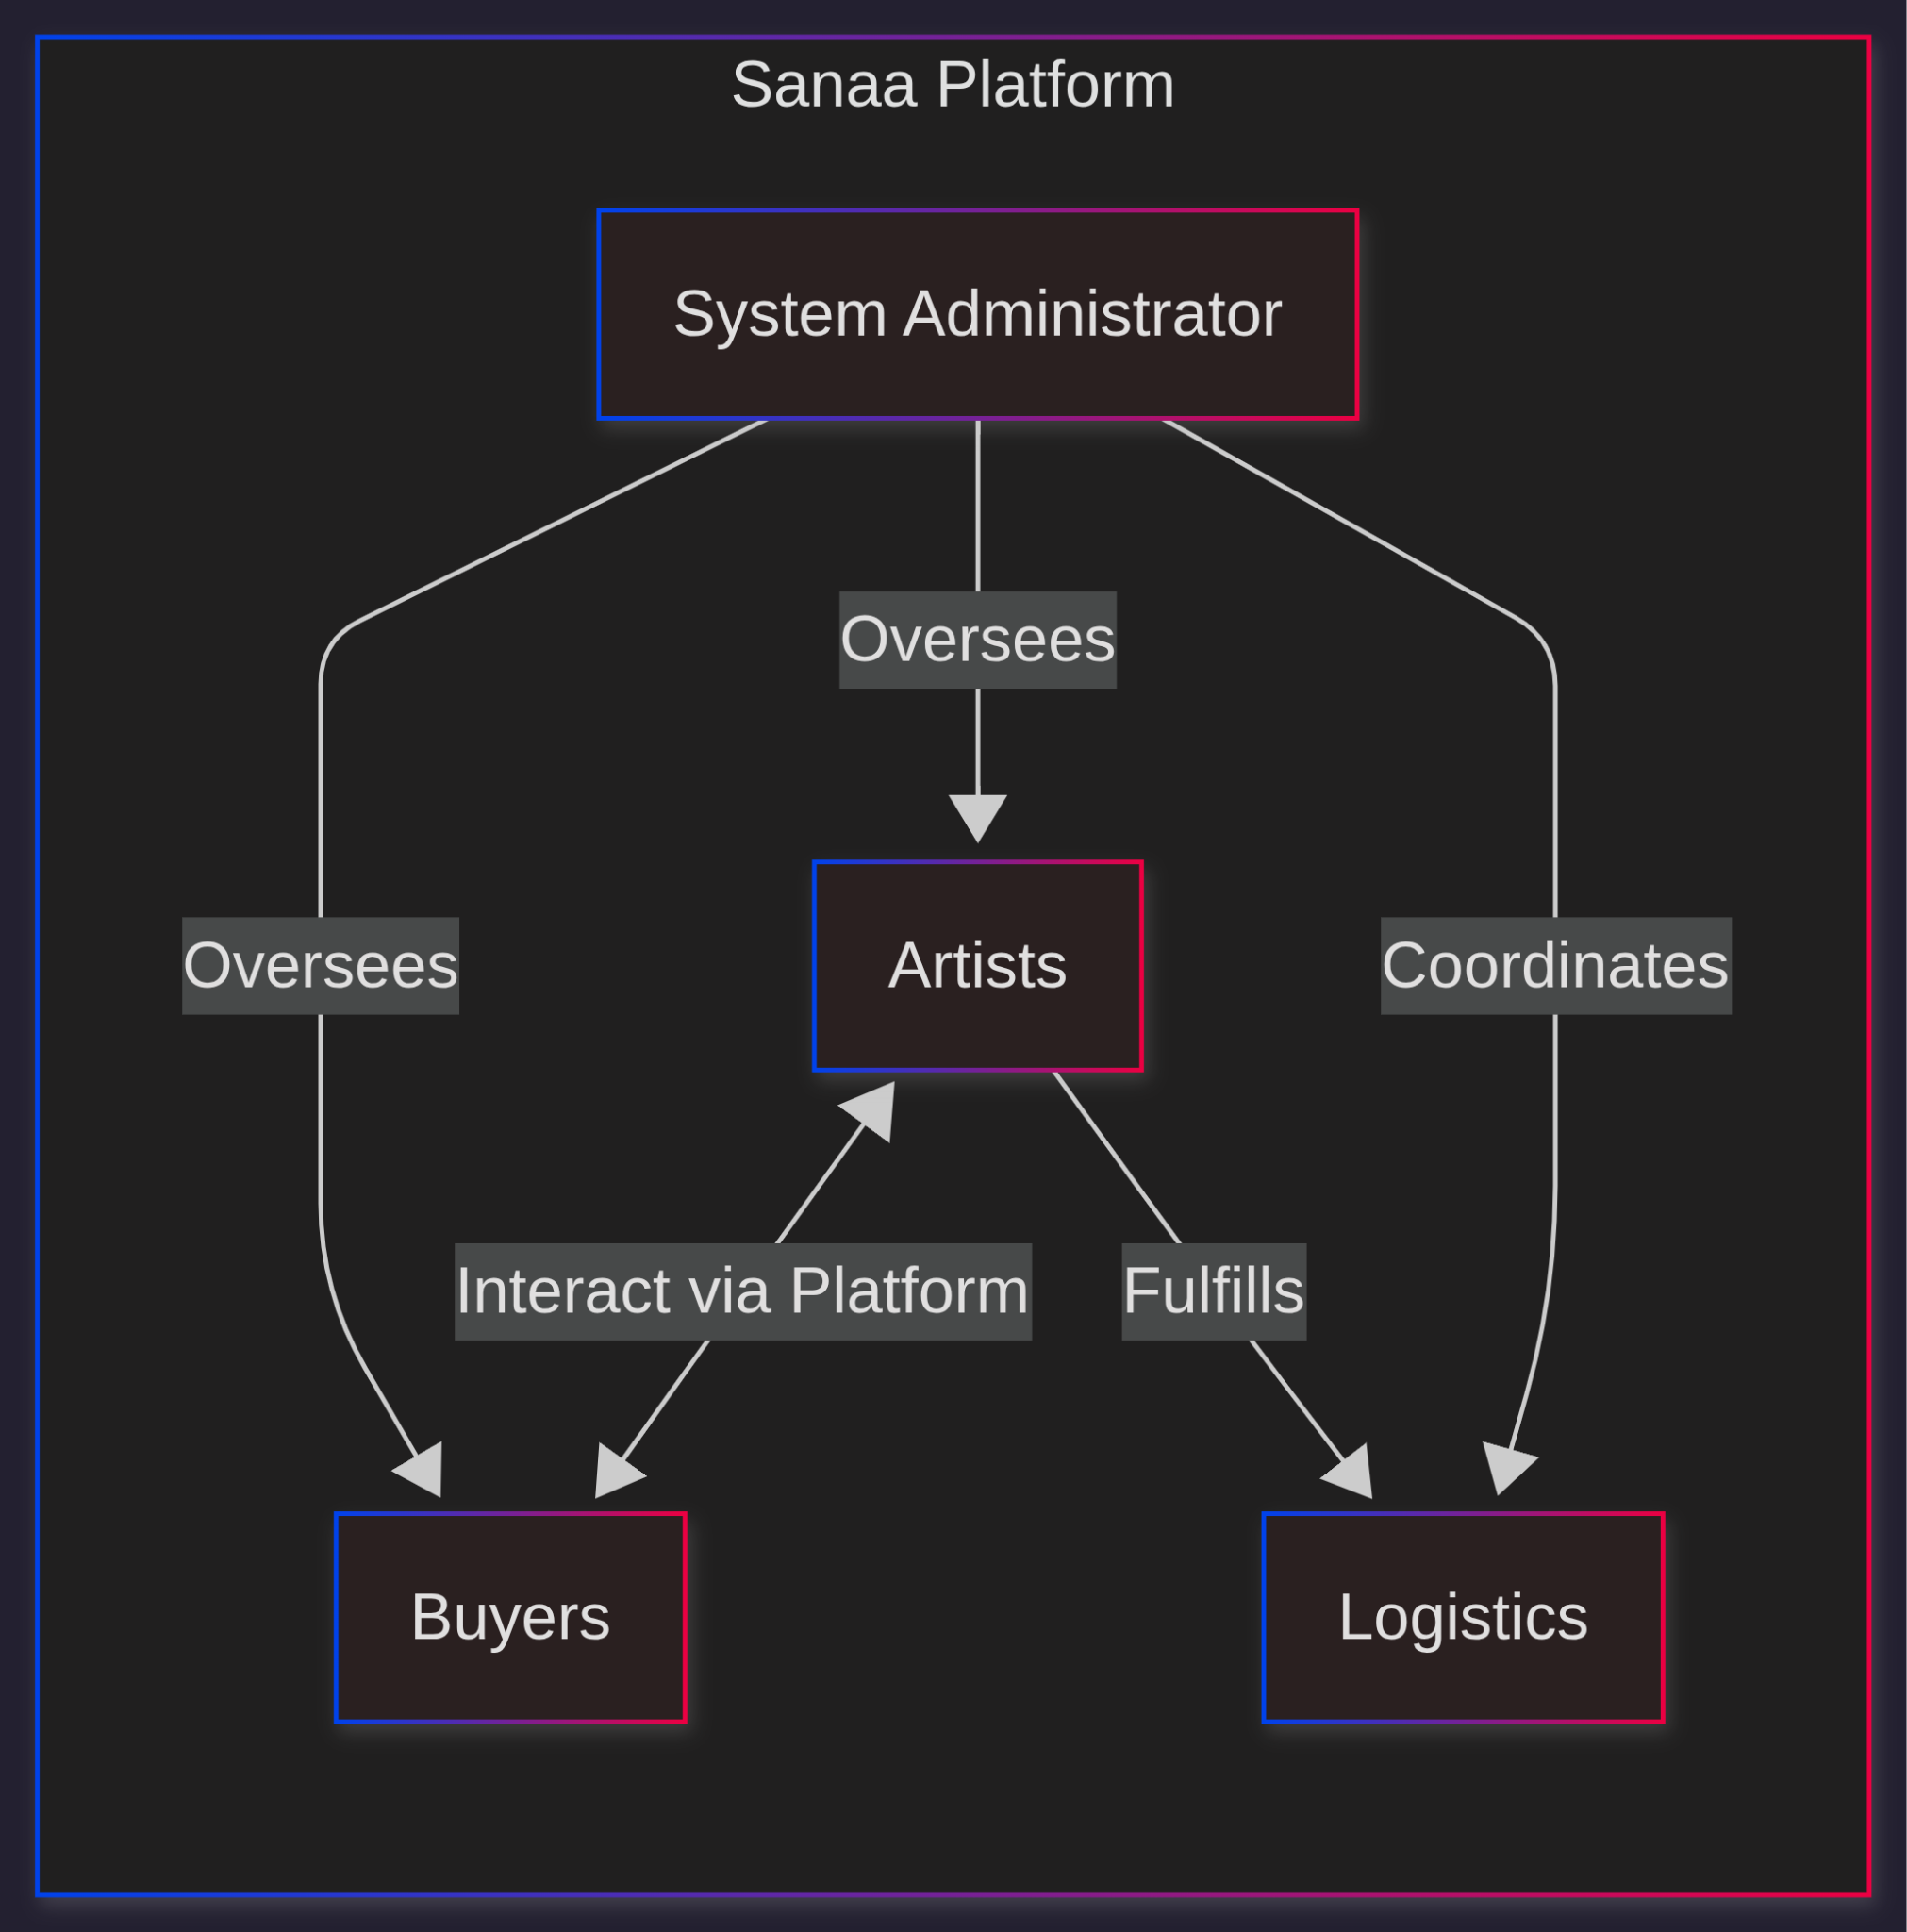 Sanaa Platform
System Administrator
Oversees
Oversees
Artists
Coordinates
Interact via Platform
Fulfills
Buyers
Logistics